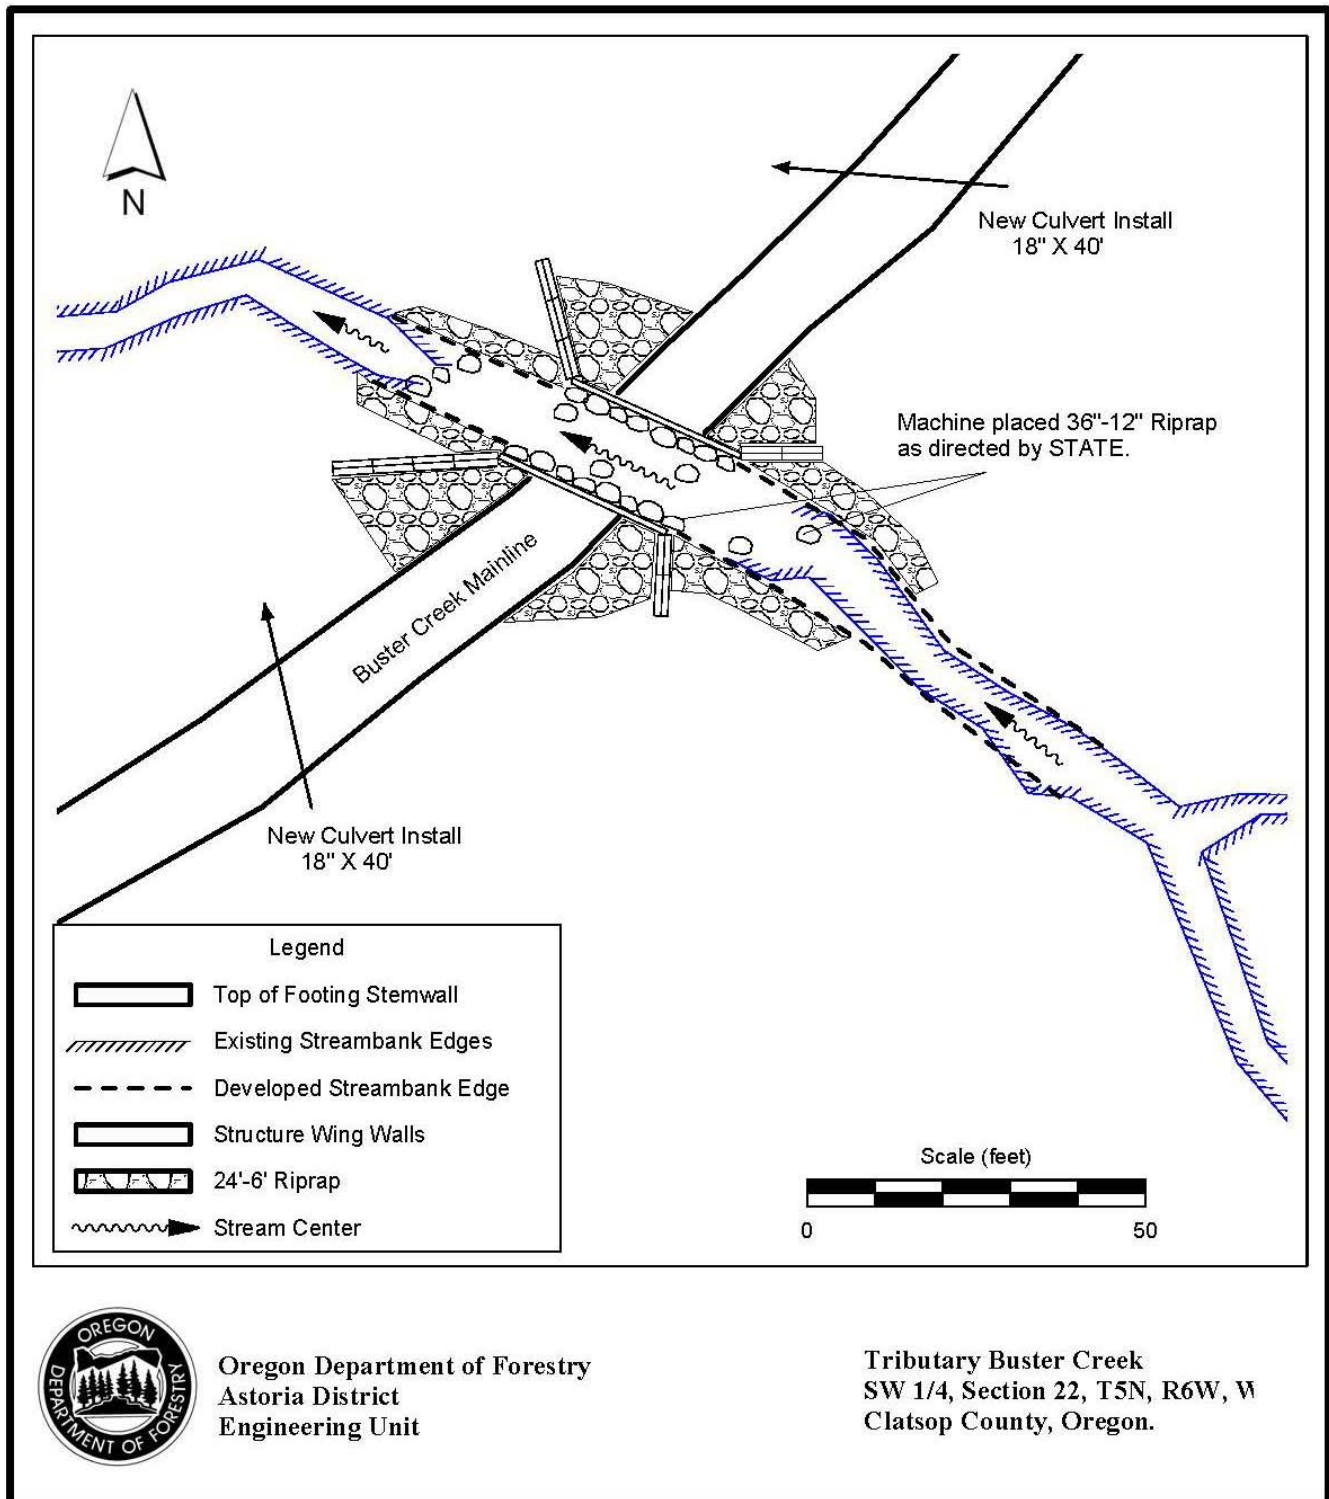 N
New Culvert Install
18" X 40'
Machine placed 36"-12" Riprap
as directed by STATE.
Buster Creek Mainline
New Culvert Install
18" X 40'
Legend
Top of Footing Stemwall
Existing Streambank Edges
Developed Streambank Edge
Structure Wing Walls
24'-6' Riprap
Stream Center
Scale (feet)
0 50
OREGON
DEPARTMENT OF FORESTRY
Oregon Department of Forestry
Astoria District
Engineering Unit
Tributary Buster Creek
SW 1/4, Section 22, T5N, R6W, W
Clatsop County, Oregon.